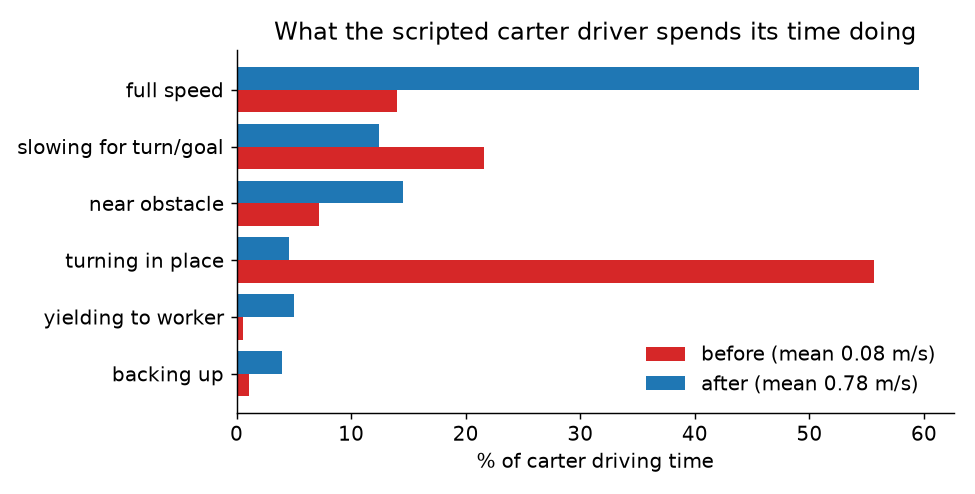 What the scripted carter driver spends its time doing
full speed
slowing for turn/goal
near obstacle
turning in place
yielding to worker
backing up
before (mean 0.08 m/s)
after (mean 0.78 m/s)
0 10 20 30 40 50 60
% of carter driving time